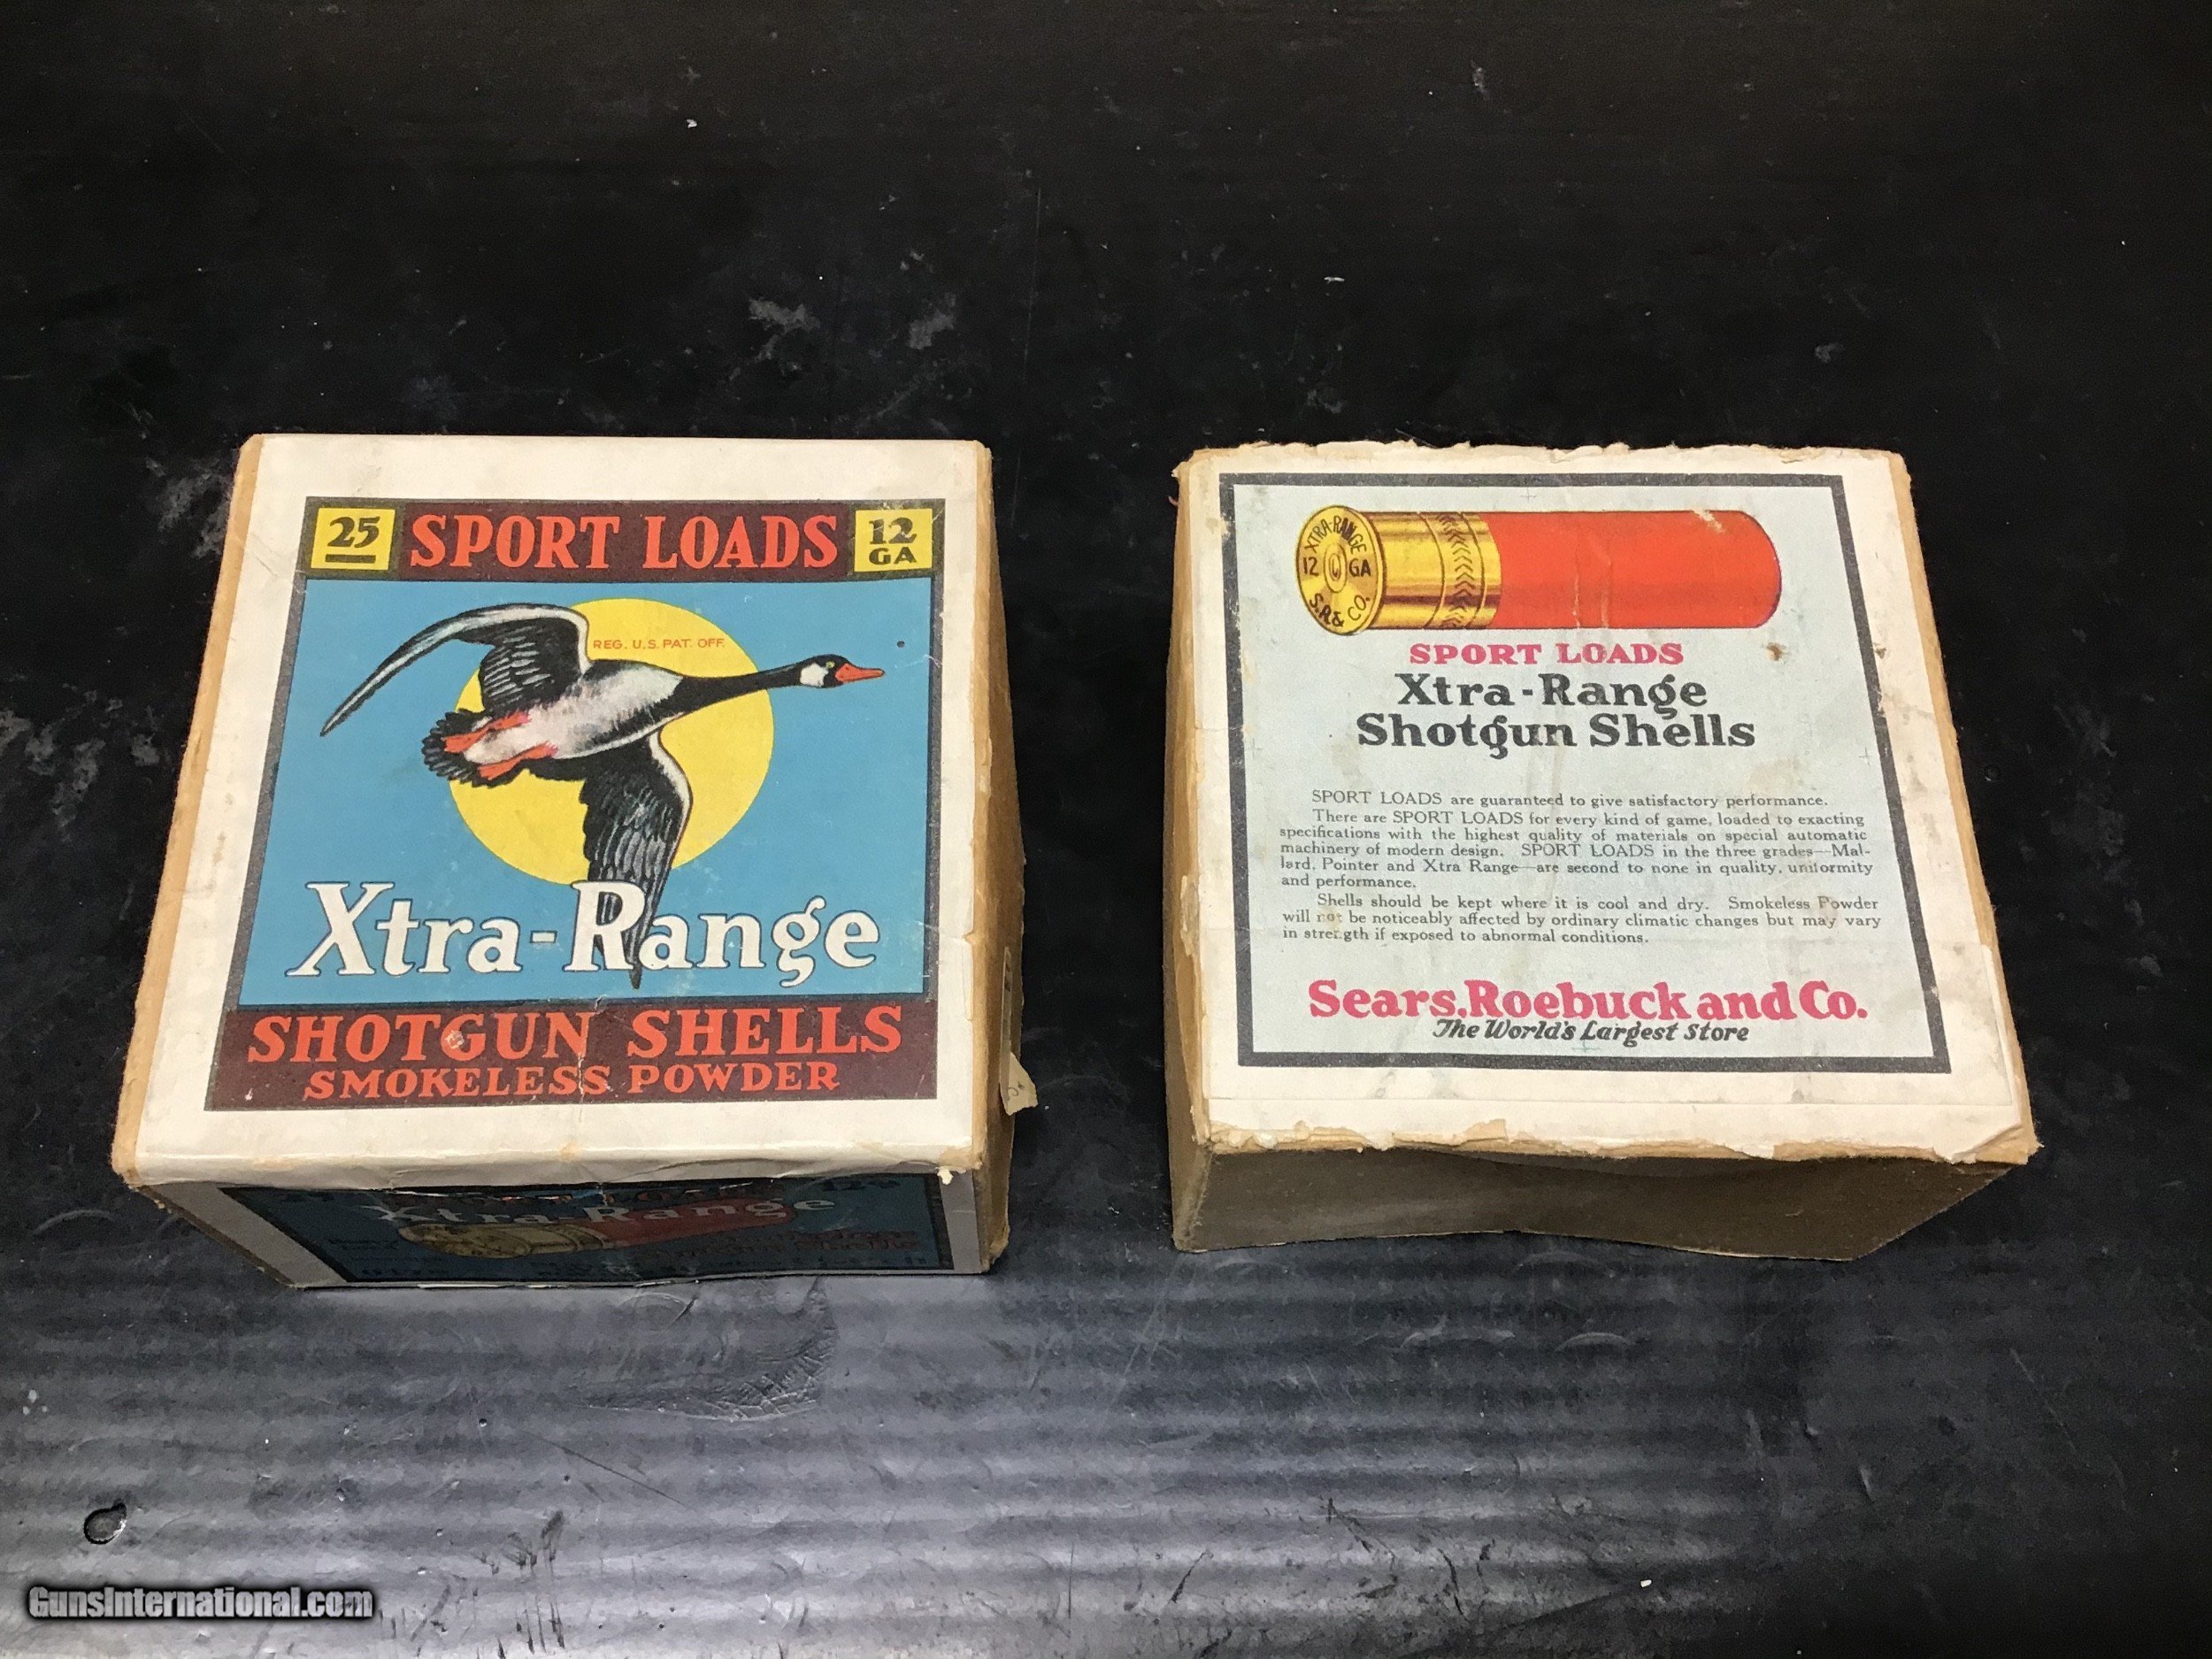 25 SPORT LOADS 12 GA
REG. U.S. PAT. OFF.
Xtra-Range
SHOTGUN SHELLS
SMOKELESS POWDER
Xtra-Range
XTRA-RANGE
12 GA
S.R.& CO.
SPORT LOADS
Xtra-Range
Shotgun Shells
SPORT LOADS are guaranteed to give satisfactory performance.
There are SPORT LOADS for every kind of game, loaded to exacting
specifications with the highest quality of materials on special automatic
machinery of modern design. SPORT LOADS in the three grades—Mal-
lard, Pointer and Xtra Range—are second to none in quality, uniformity
and performance.
Shells should be kept where it is cool and dry. Smokeless Powder
will not be noticeably affected by ordinary climatic changes but may vary
in strength if exposed to abnormal conditions.
Sears, Roebuck and Co.
The World's Largest Store
GunsInternational.com